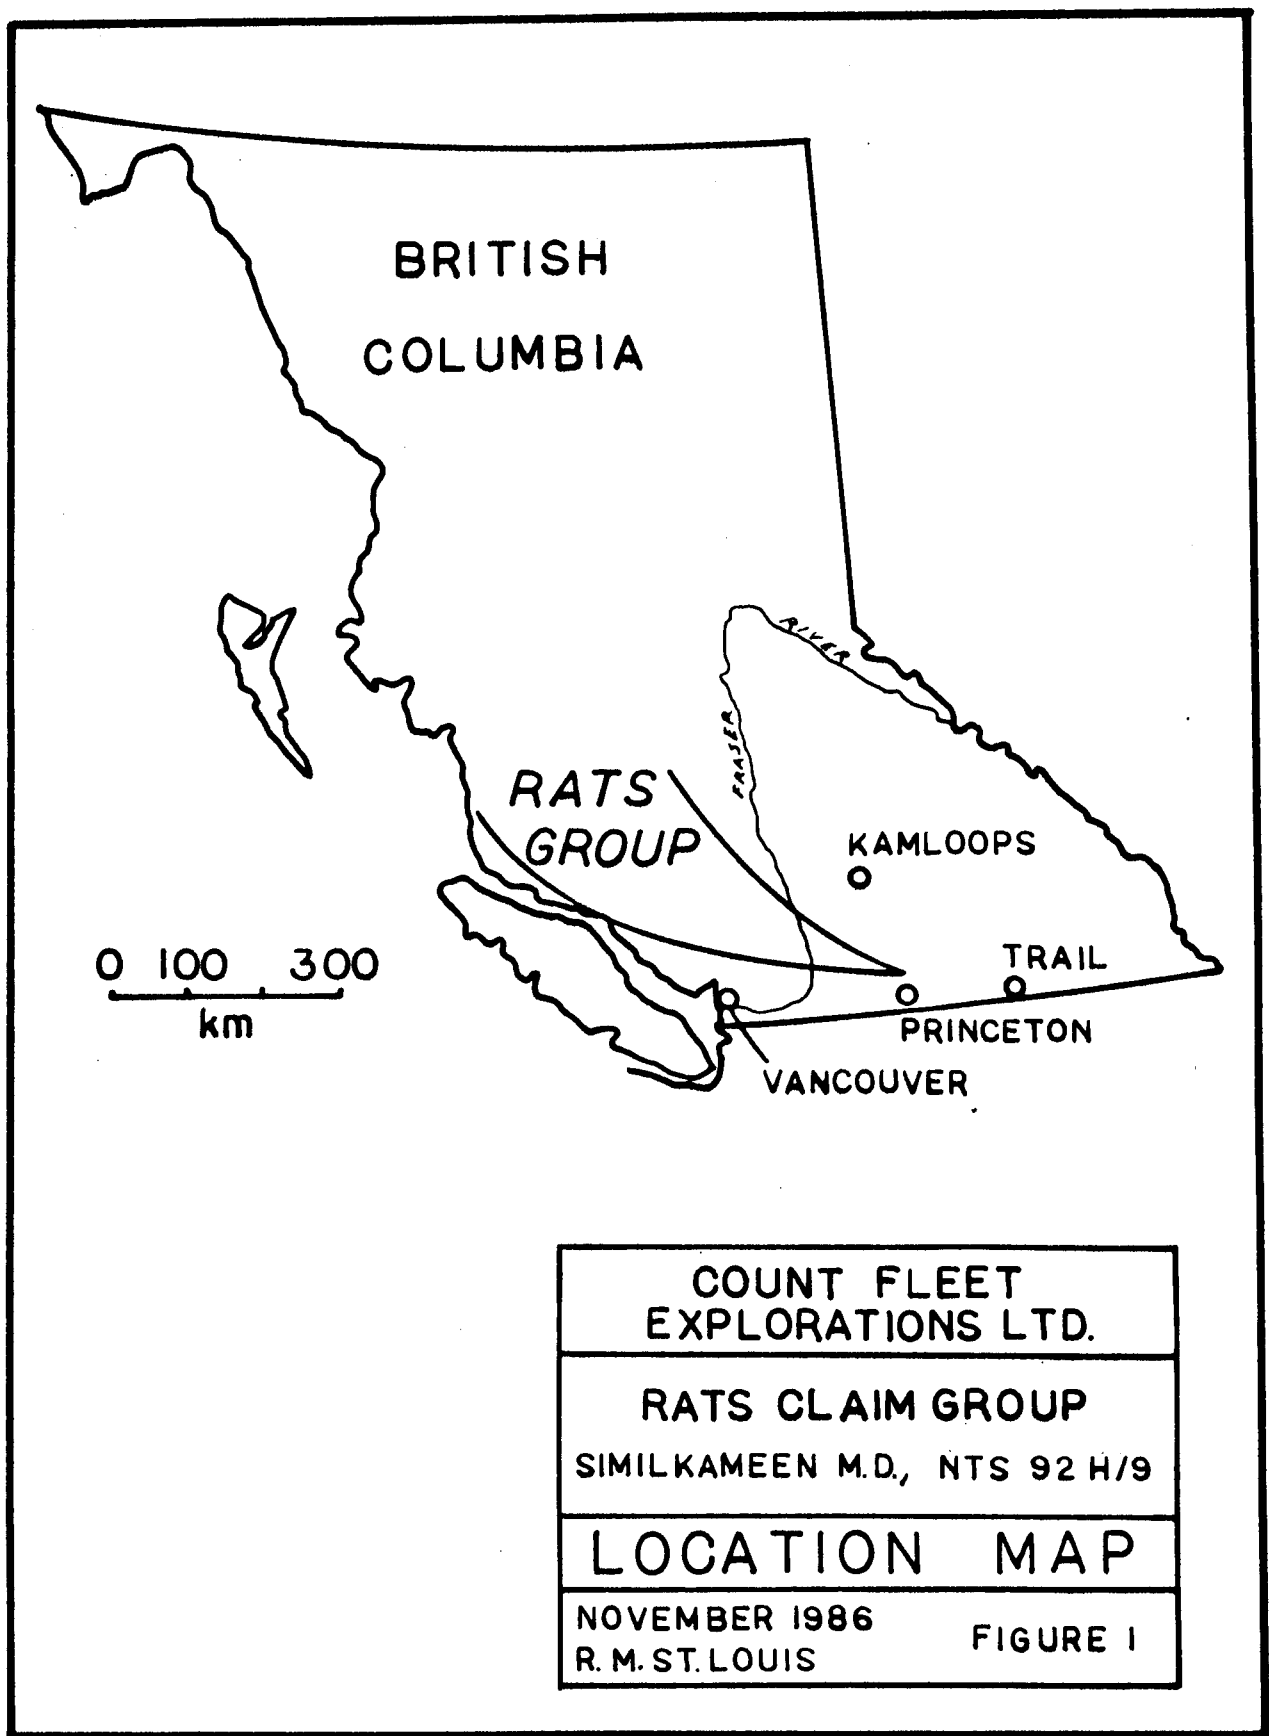 BRITISH
COLUMBIA
RIVER
FRASER
RATS
GROUP
KAMLOOPS
TRAIL
0 100 300
km
PRINCETON
VANCOUVER
COUNT FLEET
EXPLORATIONS LTD.
RATS CLAIM GROUP
SIMILKAMEEN M.D., NTS 92 H/9
LOCATION MAP
NOVEMBER 1986
R. M. ST. LOUIS
FIGURE 1